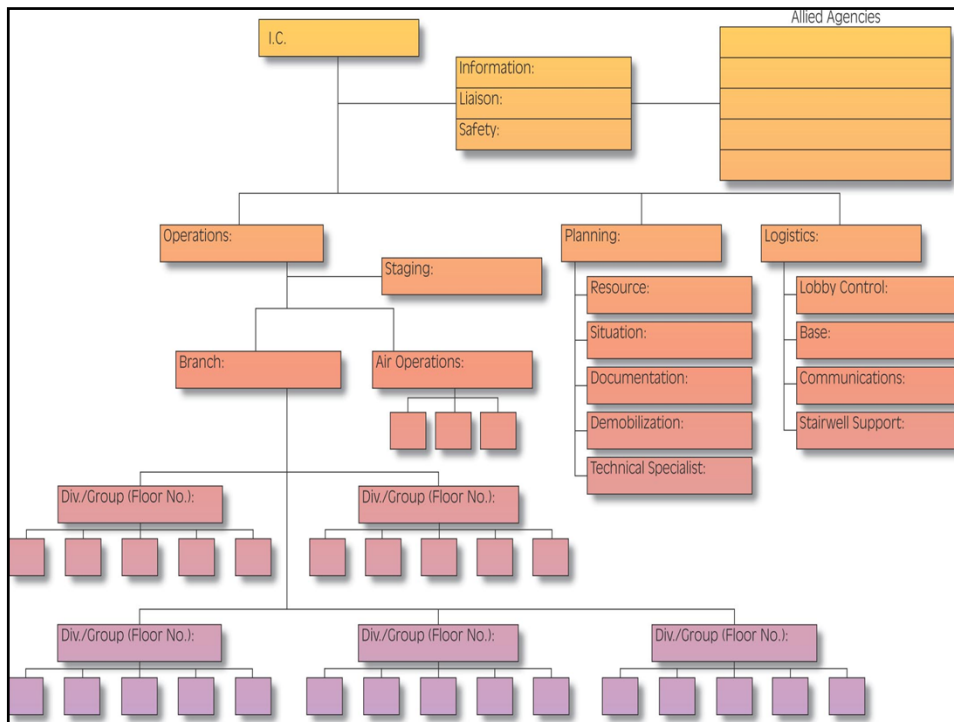 Allied Agencies
I.C.
Information:
Liaison:
Safety:
Operations:
Planning:
Logistics:
Staging:
Resource:
Lobby Control:
Situation:
Base:
Branch:
Air Operations:
Documentation:
Communications:
Demobilization:
Stairwell Support:
Technical Specialist:
Div./Group (Floor No.):
Div./Group (Floor No.):
Div./Group (Floor No.):
Div./Group (Floor No.):
Div./Group (Floor No.):